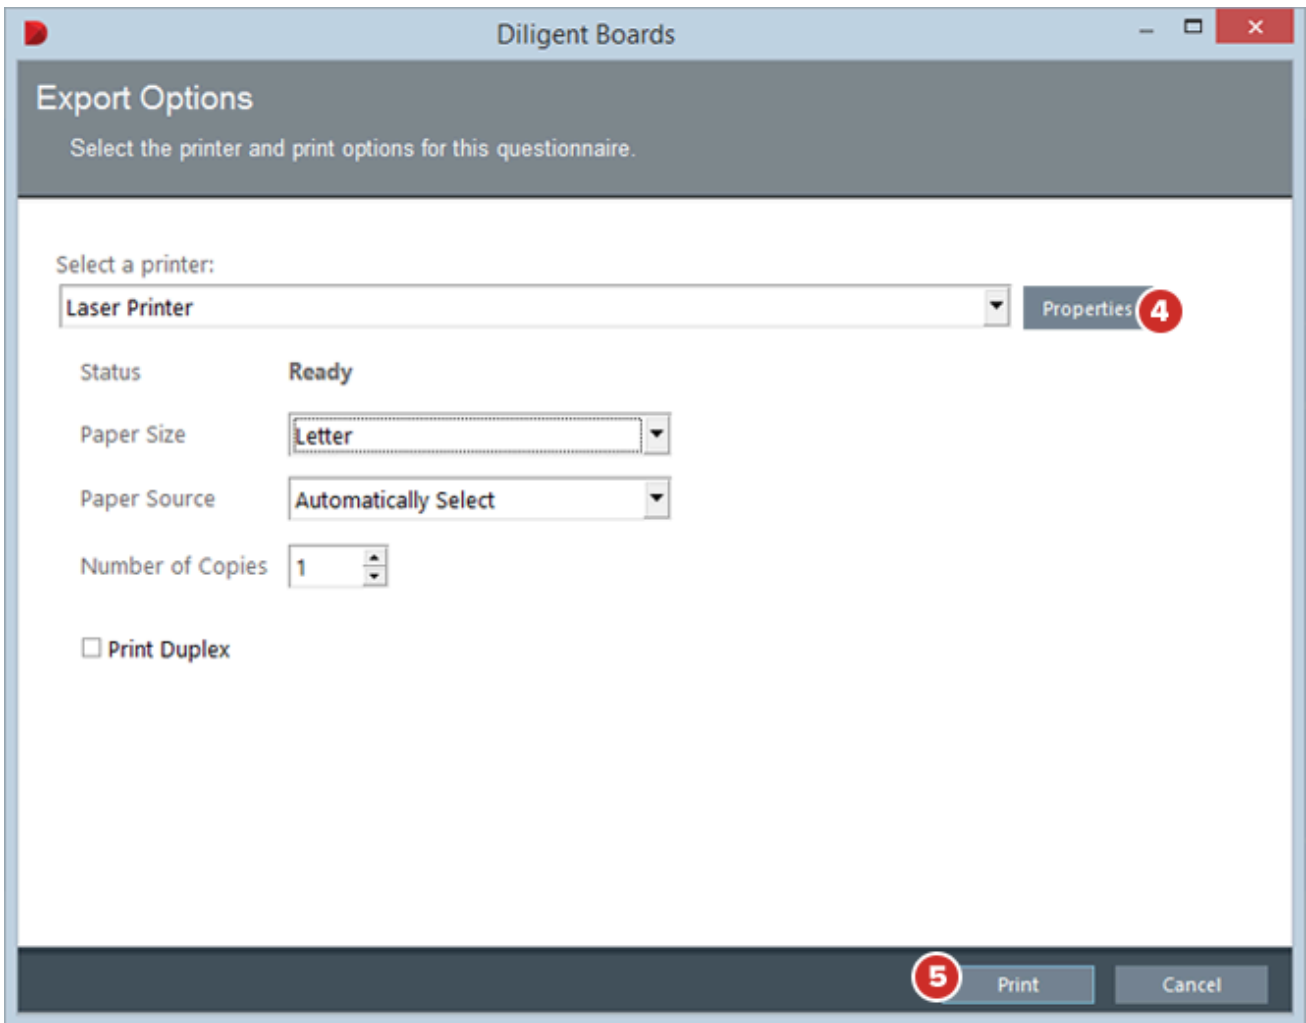 Diligent Boards
Export Options
Select the printer and print options for this questionnaire.
Select a printer:
Laser Printer
Properties 4
Status Ready
Paper Size Letter
Paper Source Automatically Select
Number of Copies 1
Print Duplex
5 Print Cancel